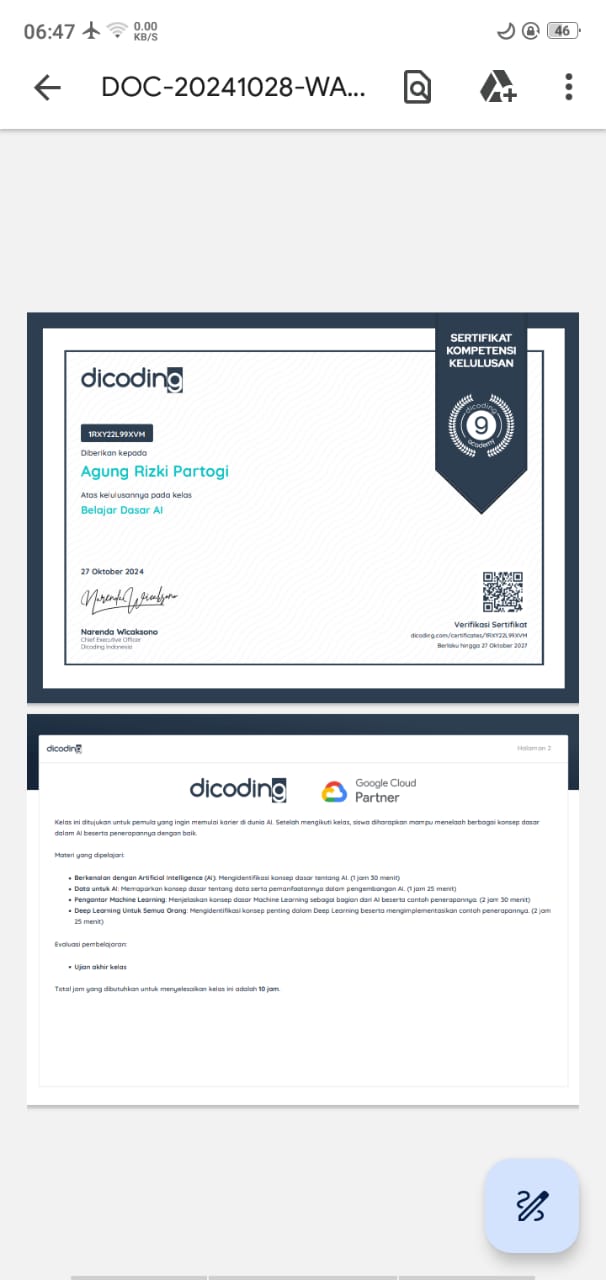 06:47
0.00
KB/S
46
DOC-20241028-WA...
SERTIFIKAT
KOMPETENSI
KELULUSAN
dicoding
dicoding
9
academy
1RXY22L99XVM
Diberikan kepada
Agung Rizki Partogi
Atas kelulusannya pada kelas
Belajar Dasar AI
27 Oktober 2024
Narenda Wicaksono
Narenda Wicaksono
Chief Executive Officer
Dicoding Indonesia
Verifikasi Sertifikat
dicoding.com/certificates/1RXY22L99XVM
Berlaku hingga 27 Oktober 2027
dicoding
Halaman 2
dicoding
Google Cloud
Partner
Kelas ini ditujukan untuk pemula yang ingin memulai karier di dunia AI. Setelah mengikuti kelas, siswa diharapkan mampu menelaah berbagai konsep dasar
dalam AI beserta penerapannya dengan baik.
Materi yang dipelajari:
• Berkenalan dengan Artificial Intelligence (AI): Mengidentifikasi konsep dasar tentang AI. (1 jam 30 menit)
• Data untuk AI: Memaparkan konsep dasar tentang data serta pemanfaatannya dalam pengembangan AI. (1 jam 25 menit)
• Pengantar Machine Learning: Menjelaskan konsep dasar Machine Learning sebagai bagian dari AI beserta contoh penerapannya. (2 jam 30 menit)
• Deep Learning Untuk Semua Orang: Mengidentifikasi konsep penting dalam Deep Learning beserta mengimplementasikan contoh penerapannya. (2 jam
25 menit)
Evaluasi pembelajaran:
• Ujian akhir kelas
Total jam yang dibutuhkan untuk menyelesaikan kelas ini adalah 10 jam.